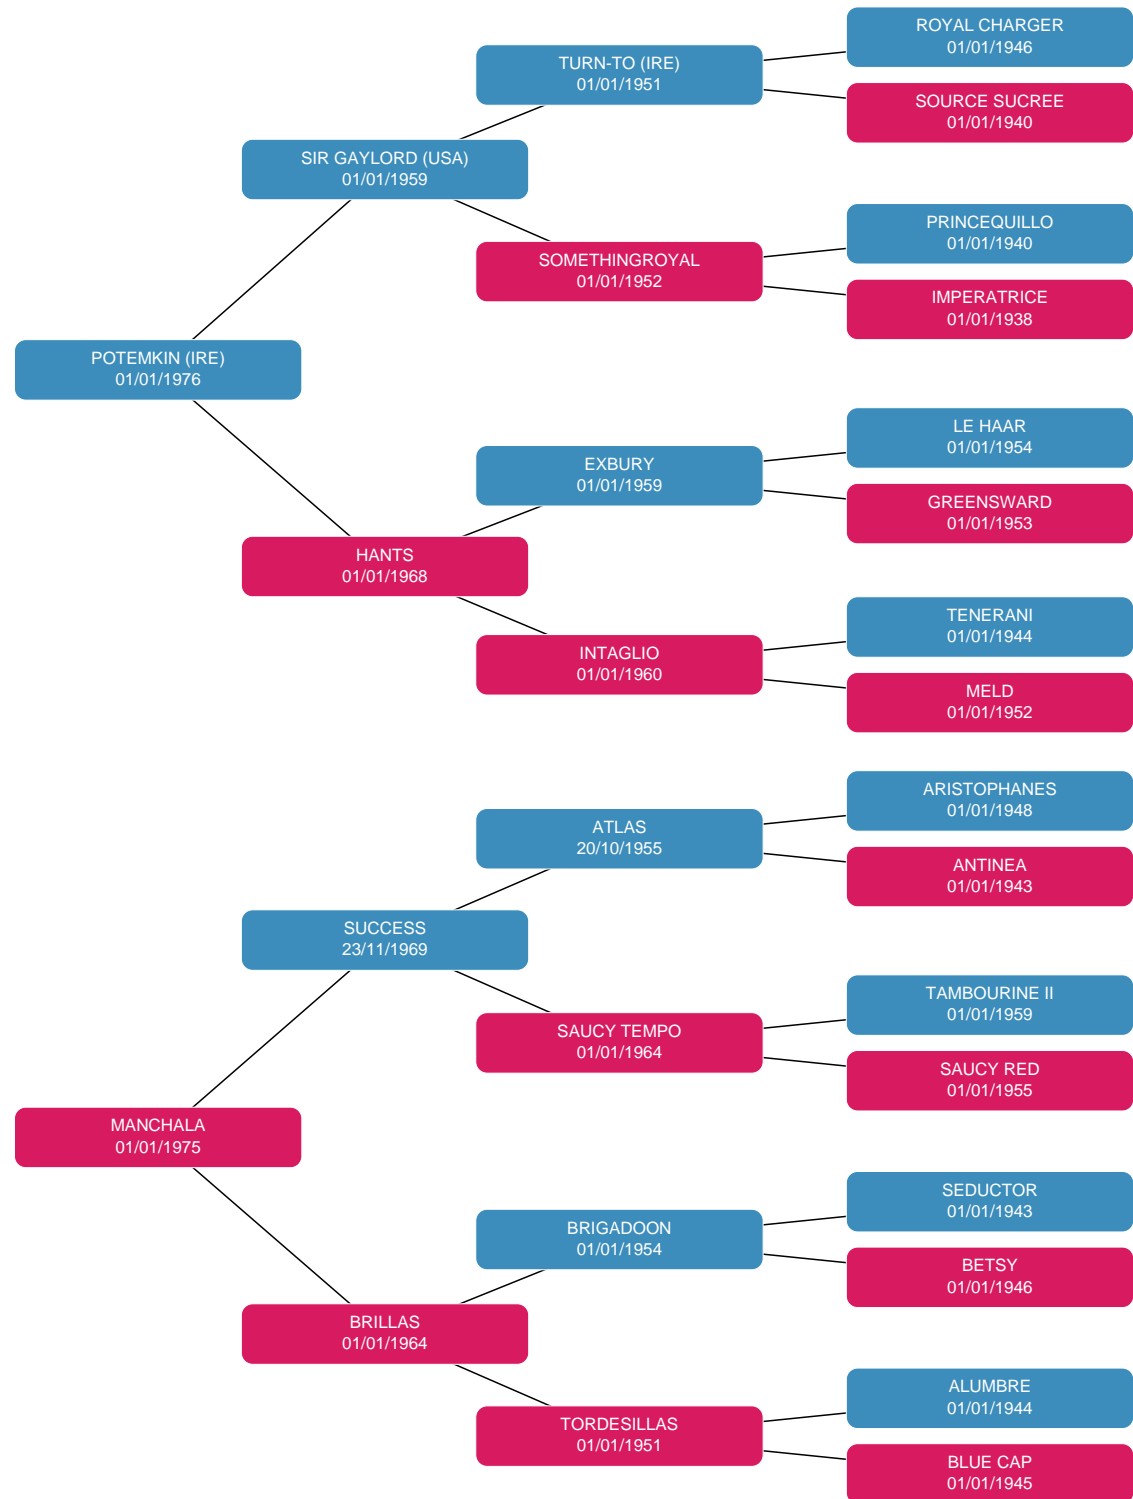 ROYAL CHARGER
01/01/1946
TURN-TO (IRE)
01/01/1951
SOURCE SUCREE
01/01/1940
SIR GAYLORD (USA)
01/01/1959
PRINCEQUILLO
01/01/1940
SOMETHINGROYAL
01/01/1952
IMPERATRICE
01/01/1938
POTEMKIN (IRE)
01/01/1976
LE HAAR
01/01/1954
EXBURY
01/01/1959
GREENSWARD
01/01/1953
HANTS
01/01/1968
TENERANI
01/01/1944
INTAGLIO
01/01/1960
MELD
01/01/1952
ARISTOPHANES
01/01/1948
ATLAS
20/10/1955
ANTINEA
01/01/1943
SUCCESS
23/11/1969
TAMBOURINE II
01/01/1959
SAUCY TEMPO
01/01/1964
SAUCY RED
01/01/1955
MANCHALA
01/01/1975
SEDUCTOR
01/01/1943
BRIGADOON
01/01/1954
BETSY
01/01/1946
BRILLAS
01/01/1964
ALUMBRE
01/01/1944
TORDESILLAS
01/01/1951
BLUE CAP
01/01/1945